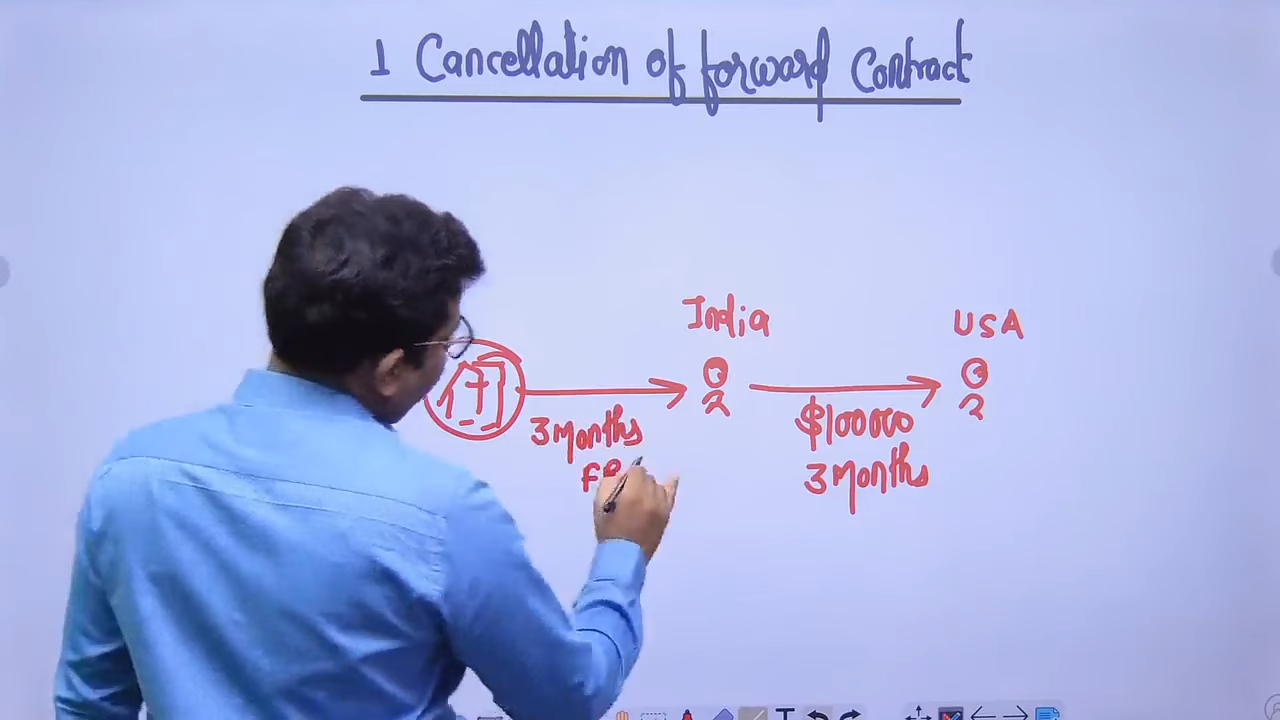 1 Cancellation of forward Contract
India
USA
3 Months
$100000
3 Months